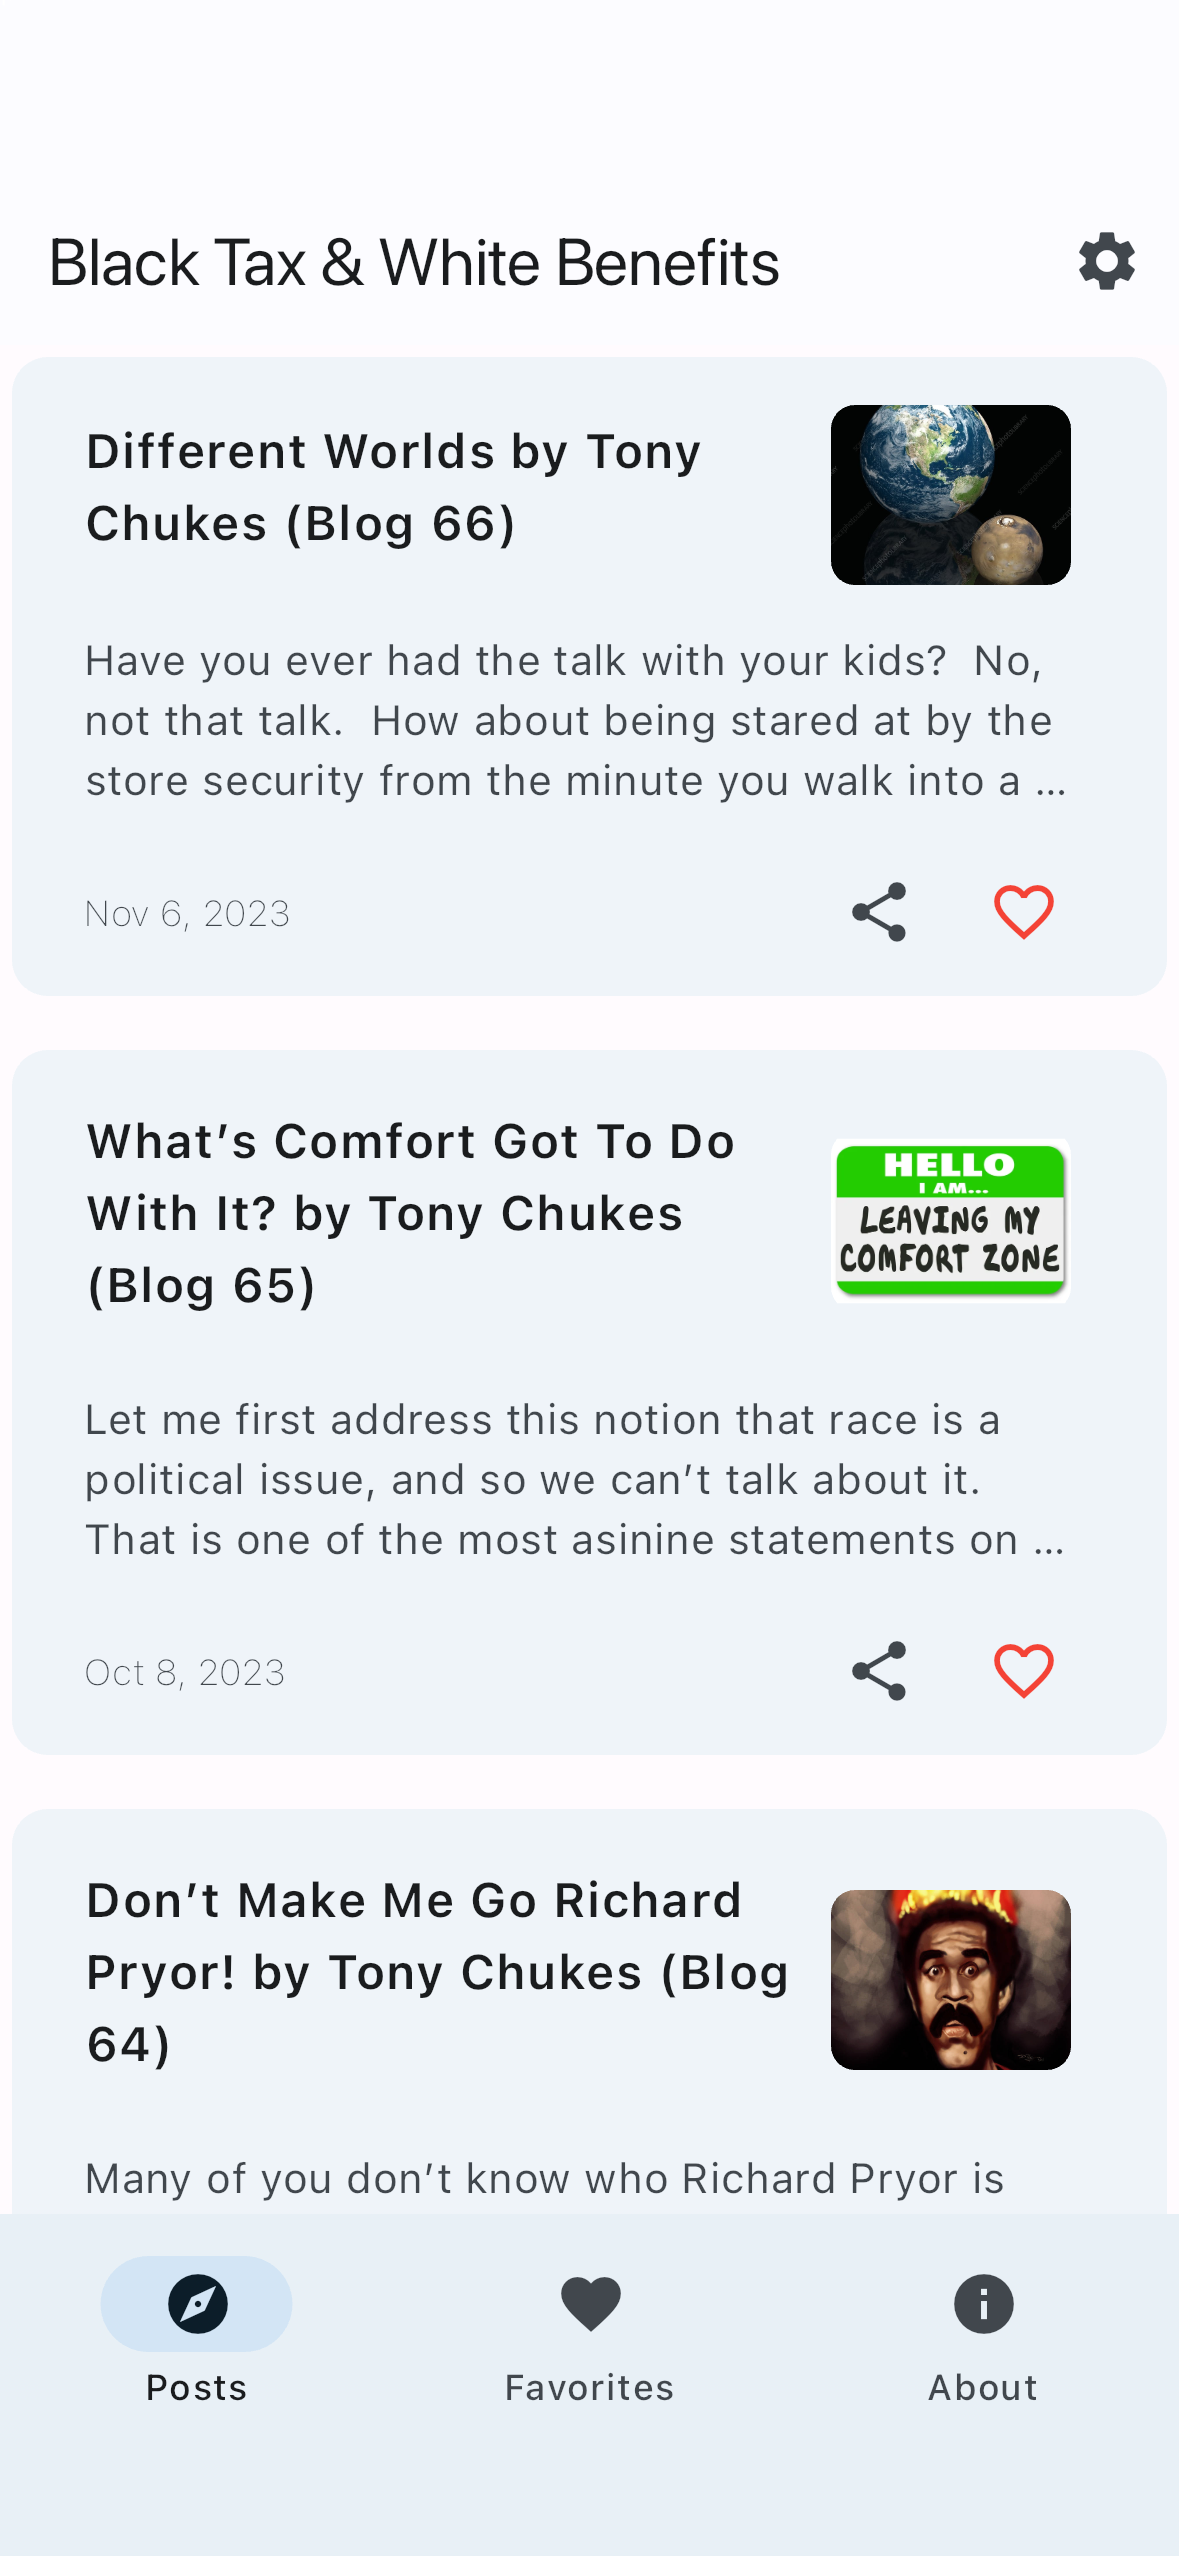 Black Tax & White Benefits
Different Worlds by Tony
Chukes (Blog 66)
Have you ever had the talk with your kids?  No,
not that talk.  How about being stared at by the
store security from the minute you walk into a ...
Nov 6, 2023
What’s Comfort Got To Do
With It? by Tony Chukes
(Blog 65)
HELLO
I AM...
LEAVING MY
COMFORT ZONE
Let me first address this notion that race is a
political issue, and so we can’t talk about it.
That is one of the most asinine statements on ...
Oct 8, 2023
Don’t Make Me Go Richard
Pryor! by Tony Chukes (Blog
64)
Many of you don’t know who Richard Pryor is
Posts
Favorites
About